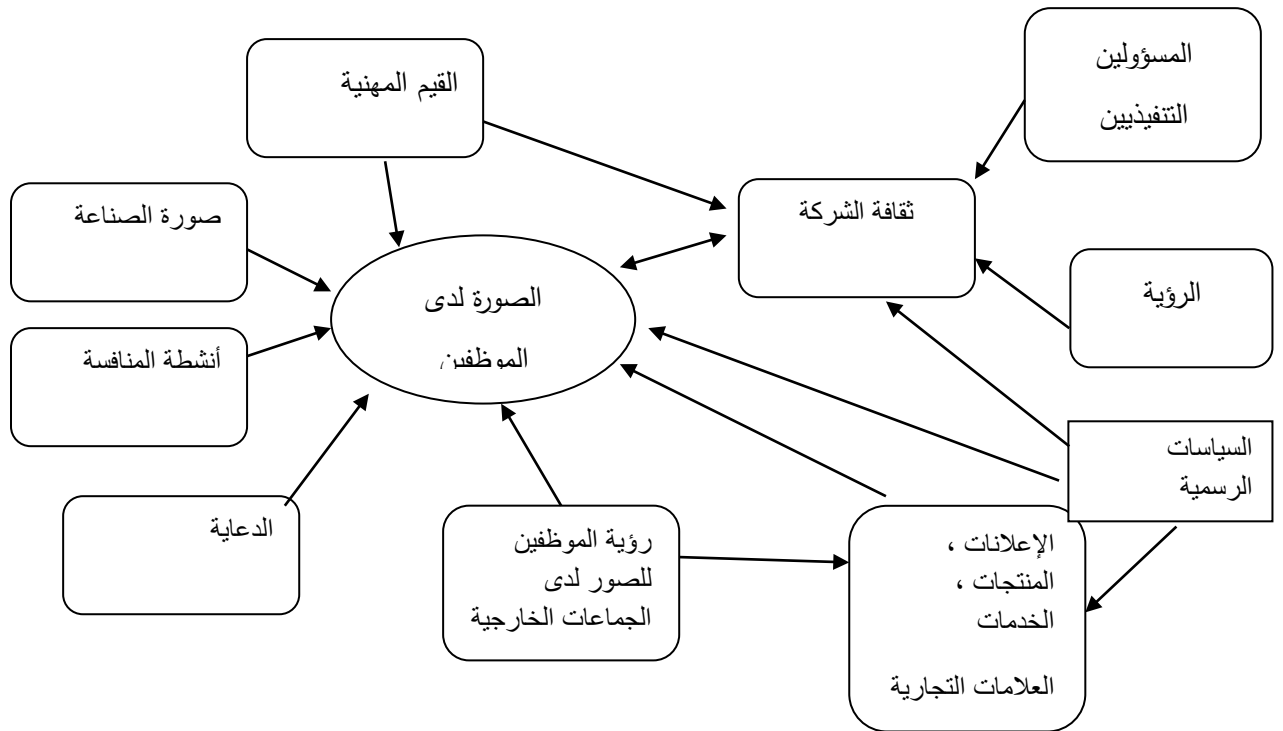 المسؤولين
التنفيذيين
القيم المهنية
ثقافة الشركة
صورة الصناعة
الرؤية
الصورة لدى
الموظفين
أنشطة المنافسة
السياسات
الرسمية
الدعاية
رؤية الموظفين
للصور لدى
الجماعات الخارجية
الإعلانات ،
المنتجات ،
الخدمات
العلامات التجارية